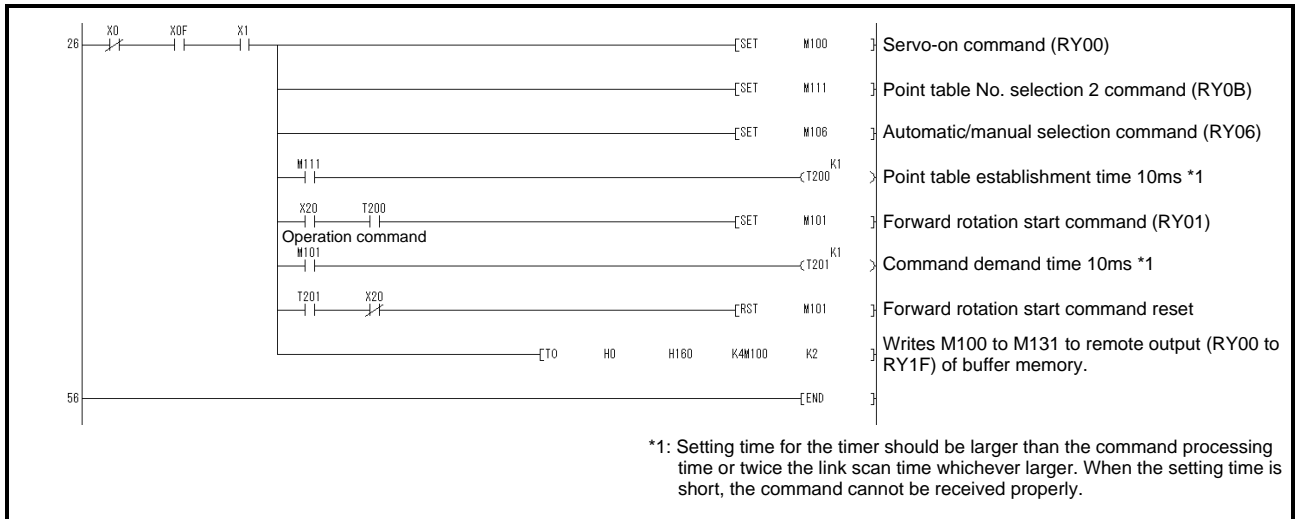 X0 X0F X1
26 [SET M100 ] Servo-on command (RY00)
[SET M111 ] Point table No. selection 2 command (RY0B)
[SET M106 ] Automatic/manual selection command (RY06)
M111 K1
(T200 ) Point table establishment time 10ms *1
X20 T200
[SET M101 ] Forward rotation start command (RY01)
Operation command
M101 K1
(T201 ) Command demand time 10ms *1
T201 X20
[RST M101 ] Forward rotation start command reset
[TO H0 H160 K4M100 K2 ] Writes M100 to M131 to remote output (RY00 to
RY1F) of buffer memory.
56 [END ]
*1: Setting time for the timer should be larger than the command processing
time or twice the link scan time whichever larger. When the setting time is
short, the command cannot be received properly.